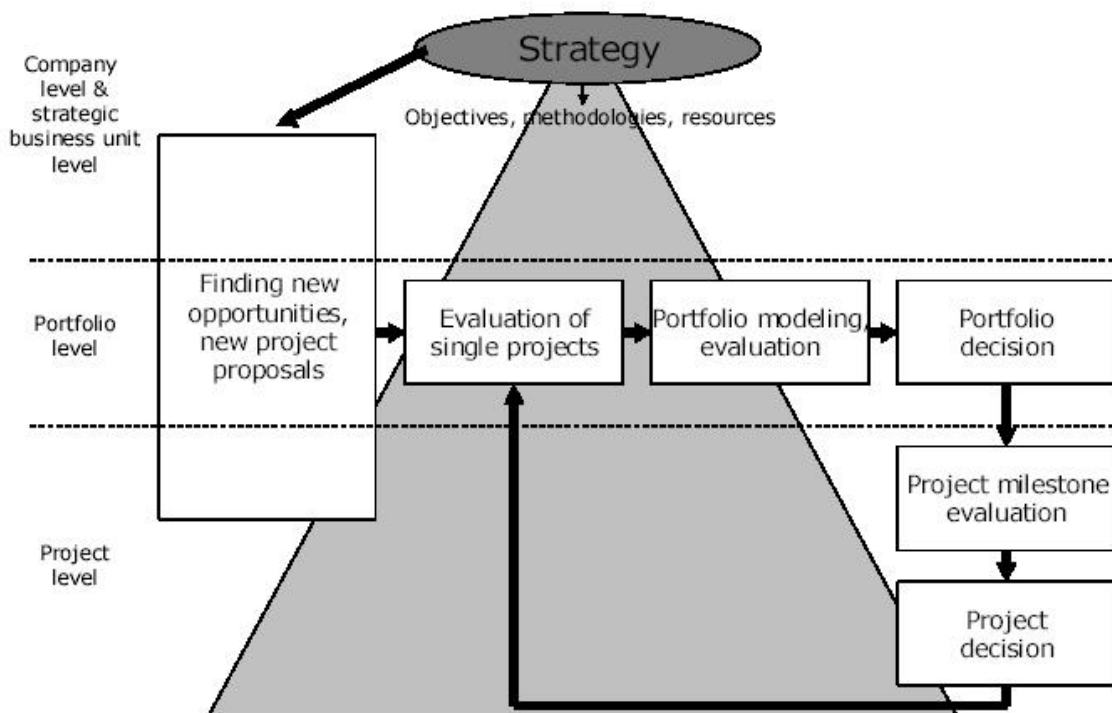 Strategy
Company
level &
strategic
business unit
level
Objectives, methodologies, resources
Portfolio
level
Finding new
opportunities,
new project
proposals
Evaluation of
single projects
Portfolio modeling,
evaluation
Portfolio
decision
Project milestone
evaluation
Project
level
Project
decision